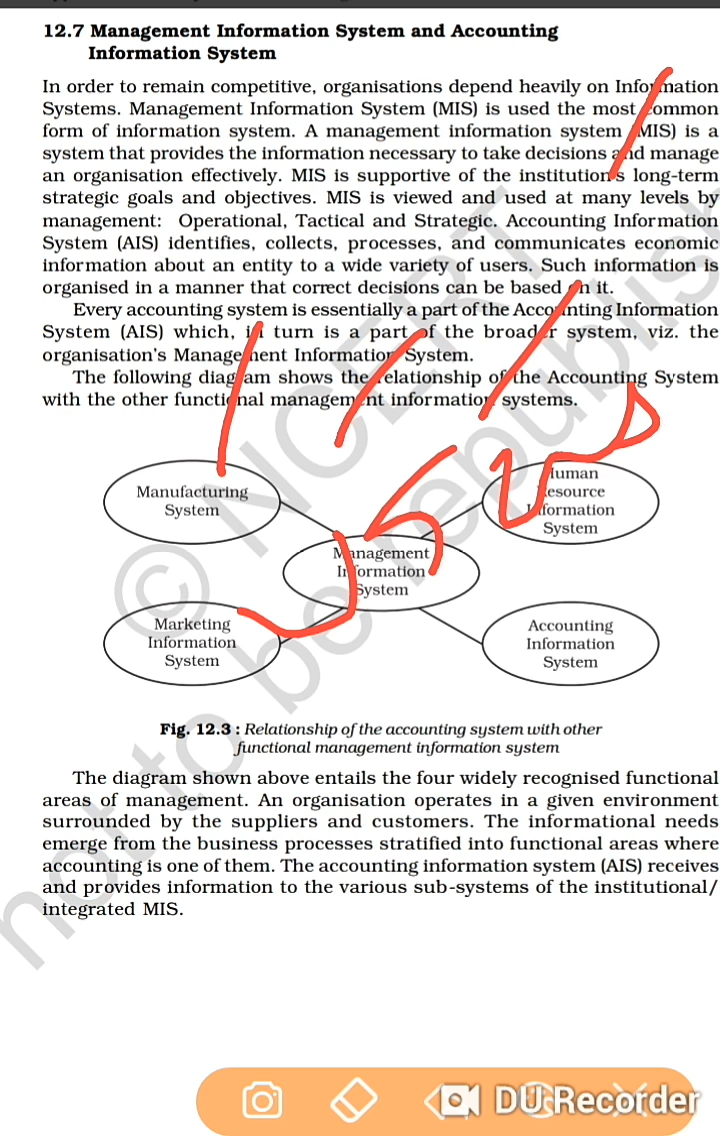 12.7 Management Information System and Accounting
Information System
In order to remain competitive, organisations depend heavily on Information
Systems. Management Information System (MIS) is used the most common
form of information system. A management information system (MIS) is a
system that provides the information necessary to take decisions and manage
an organisation effectively. MIS is supportive of the institution's long-term
strategic goals and objectives. MIS is viewed and used at many levels by
management: Operational, Tactical and Strategic. Accounting Information
System (AIS) identifies, collects, processes, and communicates economic
information about an entity to a wide variety of users. Such information is
organised in a manner that correct decisions can be based on it.
Every accounting system is essentially a part of the Accounting Information
System (AIS) which, in turn is a part of the broader system, viz. the
organisation's Management Information System.
The following diagram shows the relationship of the Accounting System
with the other functional management information systems.
Manufacturing
System
Human
Resource
Information
System
Management
Information
System
Marketing
Information
System
Accounting
Information
System
Fig. 12.3 : Relationship of the accounting system with other
functional management information system
The diagram shown above entails the four widely recognised functional
areas of management. An organisation operates in a given environment
surrounded by the suppliers and customers. The informational needs
emerge from the business processes stratified into functional areas where
accounting is one of them. The accounting information system (AIS) receives
and provides information to the various sub-systems of the institutional/
integrated MIS.
© NCERT
not to be republish
DU Recorder